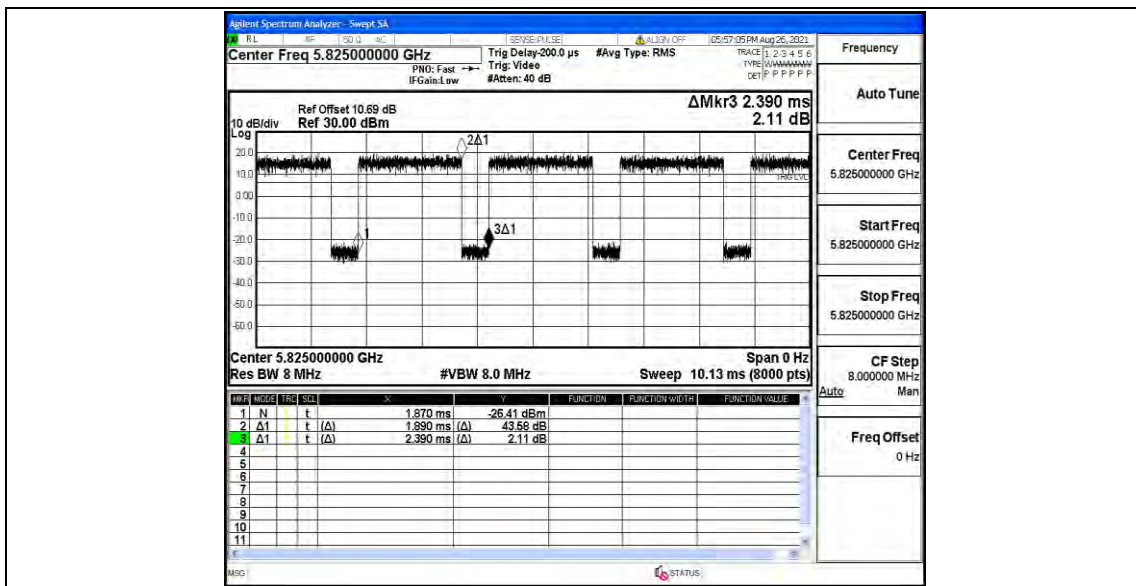 Agilent Spectrum Analyzer - Swept SA
RL RF 50 Ω AC SENSE:PULSE ALIGN OFF 05:57:05 PM Aug 26, 2021
Center Freq 5.825000000 GHz
PNO: Fast
IFGain:Low
Trig Delay-200.0 µs
Trig: Video
#Atten: 40 dB
#Avg Type: RMS
TRACE 1 2 3 4 5 6
TYPE
DET P P P P P P
Ref Offset 10.69 dB
10 dB/div Ref 30.00 dBm
Log
ΔMkr3 2.390 ms
2.11 dB
20.0
10.0
0.00
-10.0
-20.0
-30.0
-40.0
-50.0
-60.0
2Δ1
TRIG LVL
1
3Δ1
Center 5.825000000 GHz Span 0 Hz
Res BW 8 MHz #VBW 8.0 MHz Sweep 10.13 ms (8000 pts)
MKR MODE TRC SCL X Y FUNCTION FUNCTION WIDTH FUNCTION VALUE
1 N t 1.870 ms -26.41 dBm
2 Δ1 t (Δ) 1.890 ms (Δ) 43.58 dB
3 Δ1 t (Δ) 2.390 ms (Δ) 2.11 dB
4
5
6
7
8
9
10
11
MSG STATUS
Frequency
Auto Tune
Center Freq
5.825000000 GHz
Start Freq
5.825000000 GHz
Stop Freq
5.825000000 GHz
CF Step
8.000000 MHz
Auto Man
Freq Offset
0 Hz